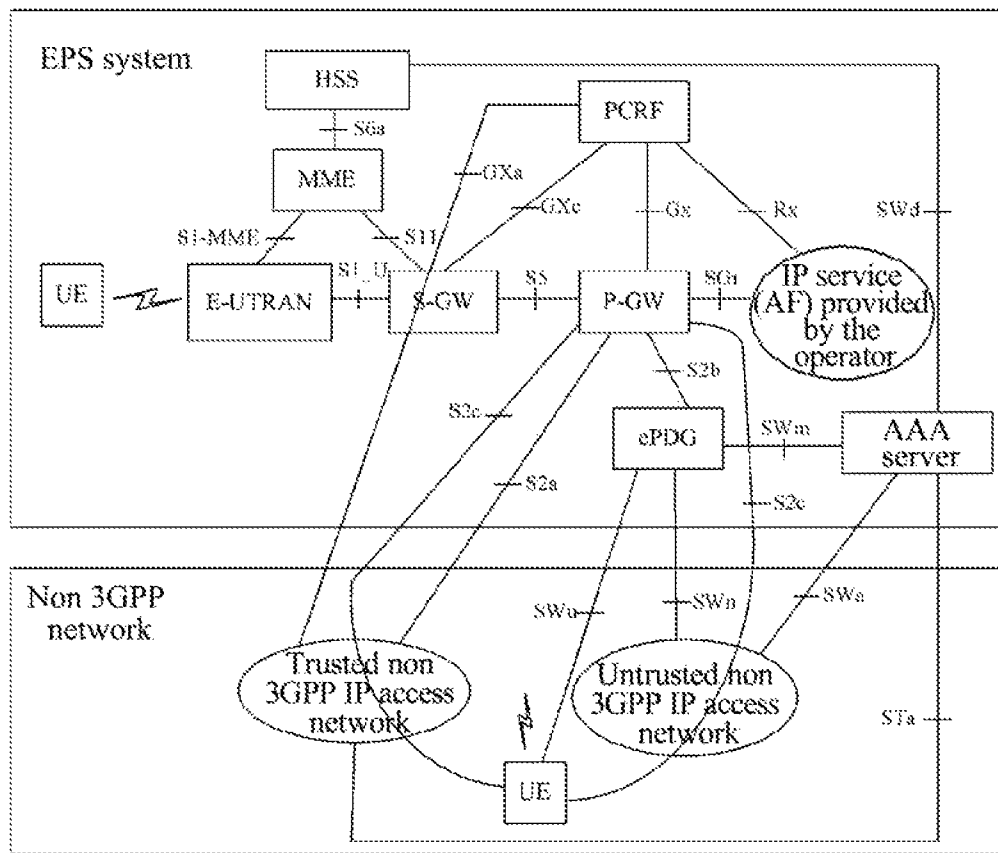 EPS system
HSS
PCRF
S6a
MME
GXa
GXc
Gx
Rx
SWd
S1-MME
S11
UE
E-UTRAN
S1_U
S-GW
S5
P-GW
SGi
IP service
(AF) provided
by the
operator
S2b
S2c
ePDG
SWm
AAA
server
S2a
S2c
Non 3GPP
network
SWu
SWn
SWa
Trusted non
3GPP IP access
network
Untrusted non
3GPP IP access
network
STa
UE